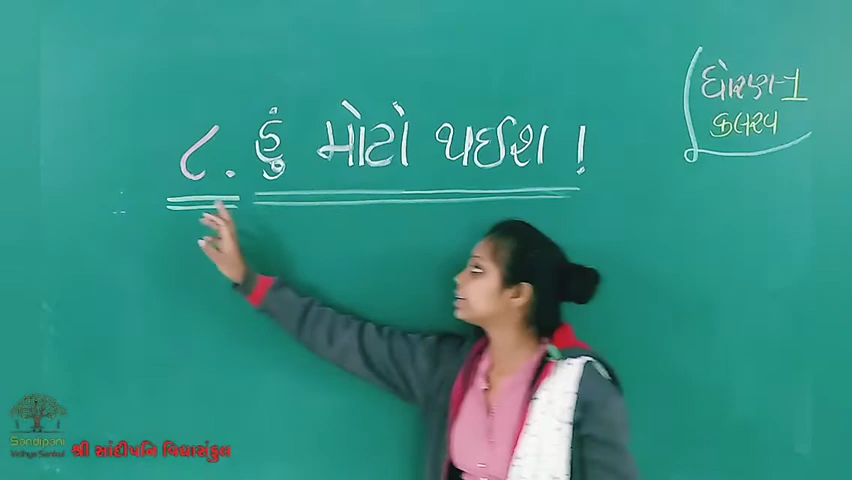 ૮. હું મોટો થઈશ !
ધોરણ-1
કલરવ
Sandipani
Vidhya Sankul
શ્રી સાંદીપનિ વિદ્યાસંકુલ